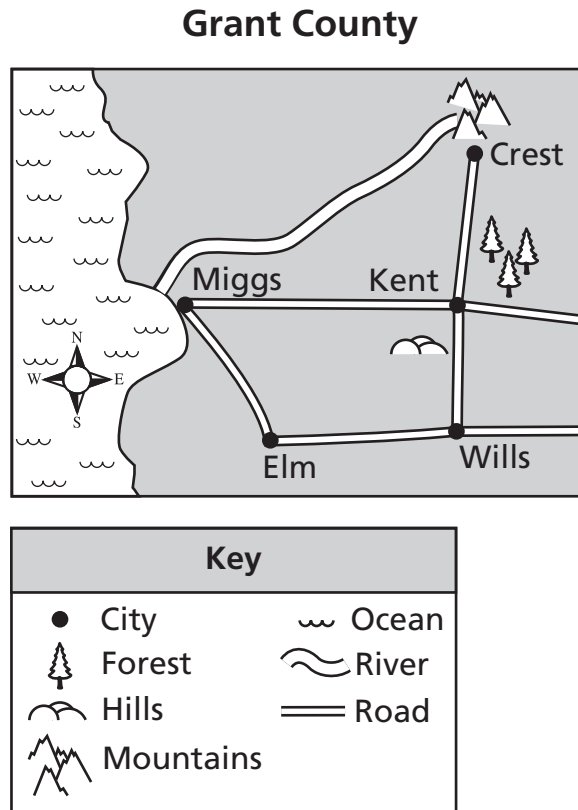 Grant County
Crest
Miggs
Kent
N
W
E
S
Elm
Wills
Key
City
Ocean
Forest
River
Hills
Road
Mountains